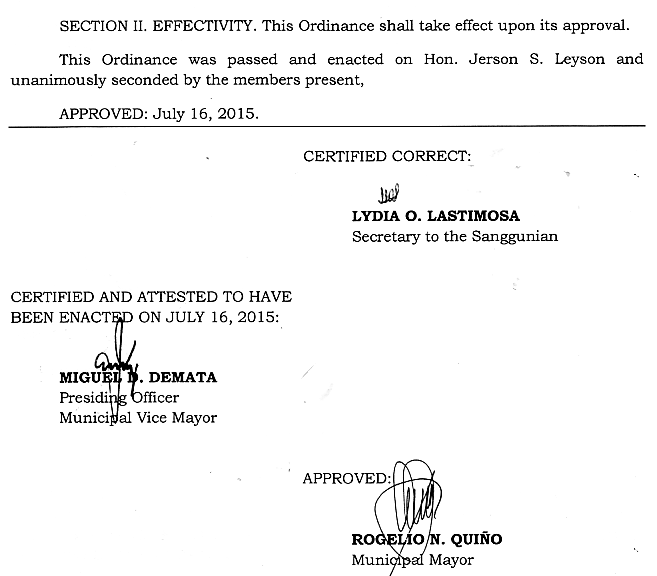 SECTION II. EFFECTIVITY. This Ordinance shall take effect upon its approval.
This Ordinance was passed and enacted on Hon. Jerson S. Leyson and
unanimously seconded by the members present,
APPROVED: July 16, 2015.
CERTIFIED CORRECT:
LYDIA O. LASTIMOSA
Secretary to the Sanggunian
CERTIFIED AND ATTESTED TO HAVE
BEEN ENACTED ON JULY 16, 2015:
MIGUEL D. DEMATA
Presiding Officer
Municipal Vice Mayor
APPROVED:
ROGELIO N. QUIÑO
Municipal Mayor